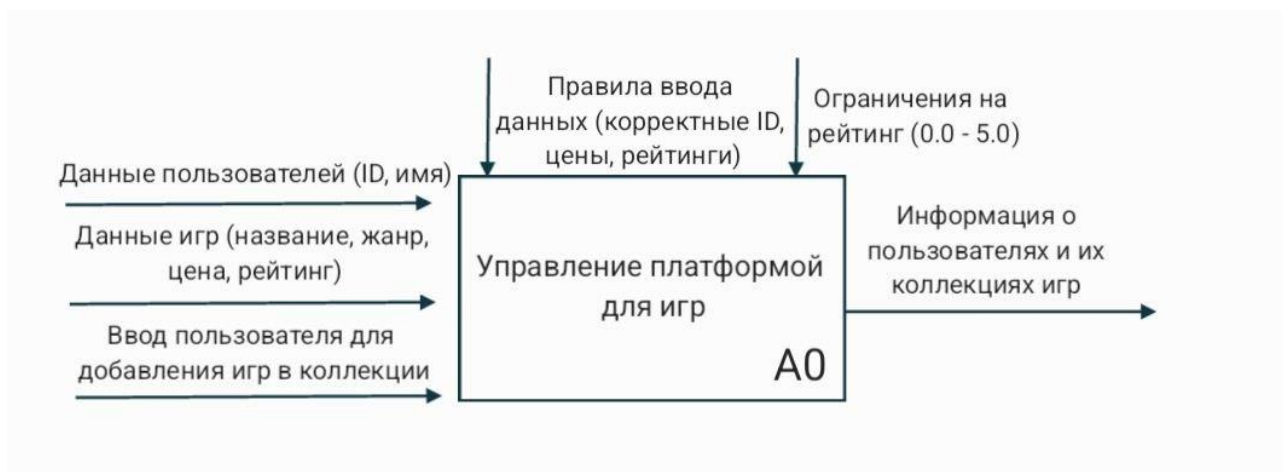 Правила ввода
данных (корректные ID,
цены, рейтинги)
Ограничения на
рейтинг (0.0 - 5.0)
Данные пользователей (ID, имя)
Данные игр (название, жанр,
цена, рейтинг)
Ввод пользователя для
добавления игр в коллекции
Управление платформой
для игр
A0
Информация о
пользователях и их
коллекциях игр